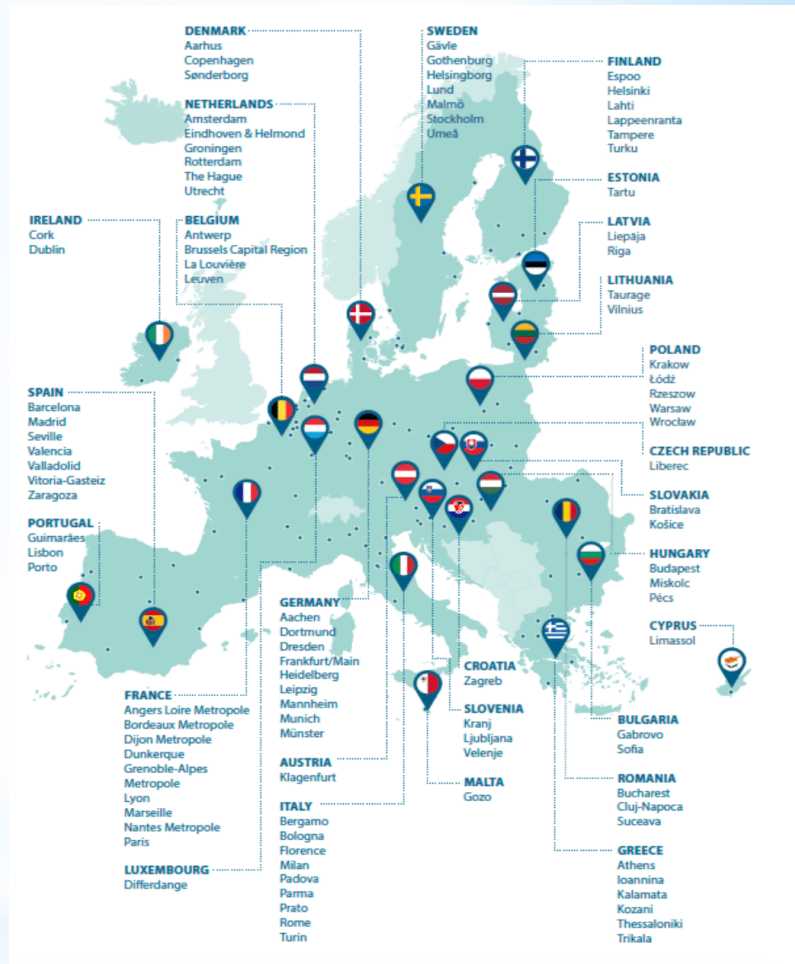 DENMARK
Aarhus
Copenhagen
Sønderborg
NETHERLANDS
Amsterdam
Eindhoven & Helmond
Groningen
Rotterdam
The Hague
Utrecht
SWEDEN
Gävle
Gothenburg
Helsingborg
Lund
Malmö
Stockholm
Umeå
FINLAND
Espoo
Helsinki
Lahti
Lappeenranta
Tampere
Turku
ESTONIA
Tartu
IRELAND
Cork
Dublin
BELGIUM
Antwerp
Brussels Capital Region
La Louvière
Leuven
LATVIA
Liepāja
Riga
LITHUANIA
Taurage
Vilnius
POLAND
Krakow
Łódź
Rzeszow
Warsaw
Wrocław
CZECH REPUBLIC
Liberec
SLOVAKIA
Bratislava
Košice
HUNGARY
Budapest
Miskolc
Pécs
CYPRUS
Limassol
SPAIN
Barcelona
Madrid
Seville
Valencia
Valladolid
Vitoria-Gasteiz
Zaragoza
PORTUGAL
Guimarães
Lisbon
Porto
FRANCE
Angers Loire Metropole
Bordeaux Metropole
Dijon Metropole
Dunkerque
Grenoble-Alpes
Metropole
Lyon
Marseille
Nantes Metropole
Paris
LUXEMBOURG
Differdange
GERMANY
Aachen
Dortmund
Dresden
Frankfurt/Main
Heidelberg
Leipzig
Mannheim
Munich
Münster
AUSTRIA
Klagenfurt
ITALY
Bergamo
Bologna
Florence
Milan
Padova
Parma
Prato
Rome
Turin
CROATIA
Zagreb
SLOVENIA
Kranj
Ljubljana
Velenje
MALTA
Gozo
BULGARIA
Gabrovo
Sofia
ROMANIA
Bucharest
Cluj-Napoca
Suceava
GREECE
Athens
Ioannina
Kalamata
Kozani
Thessaloniki
Trikala